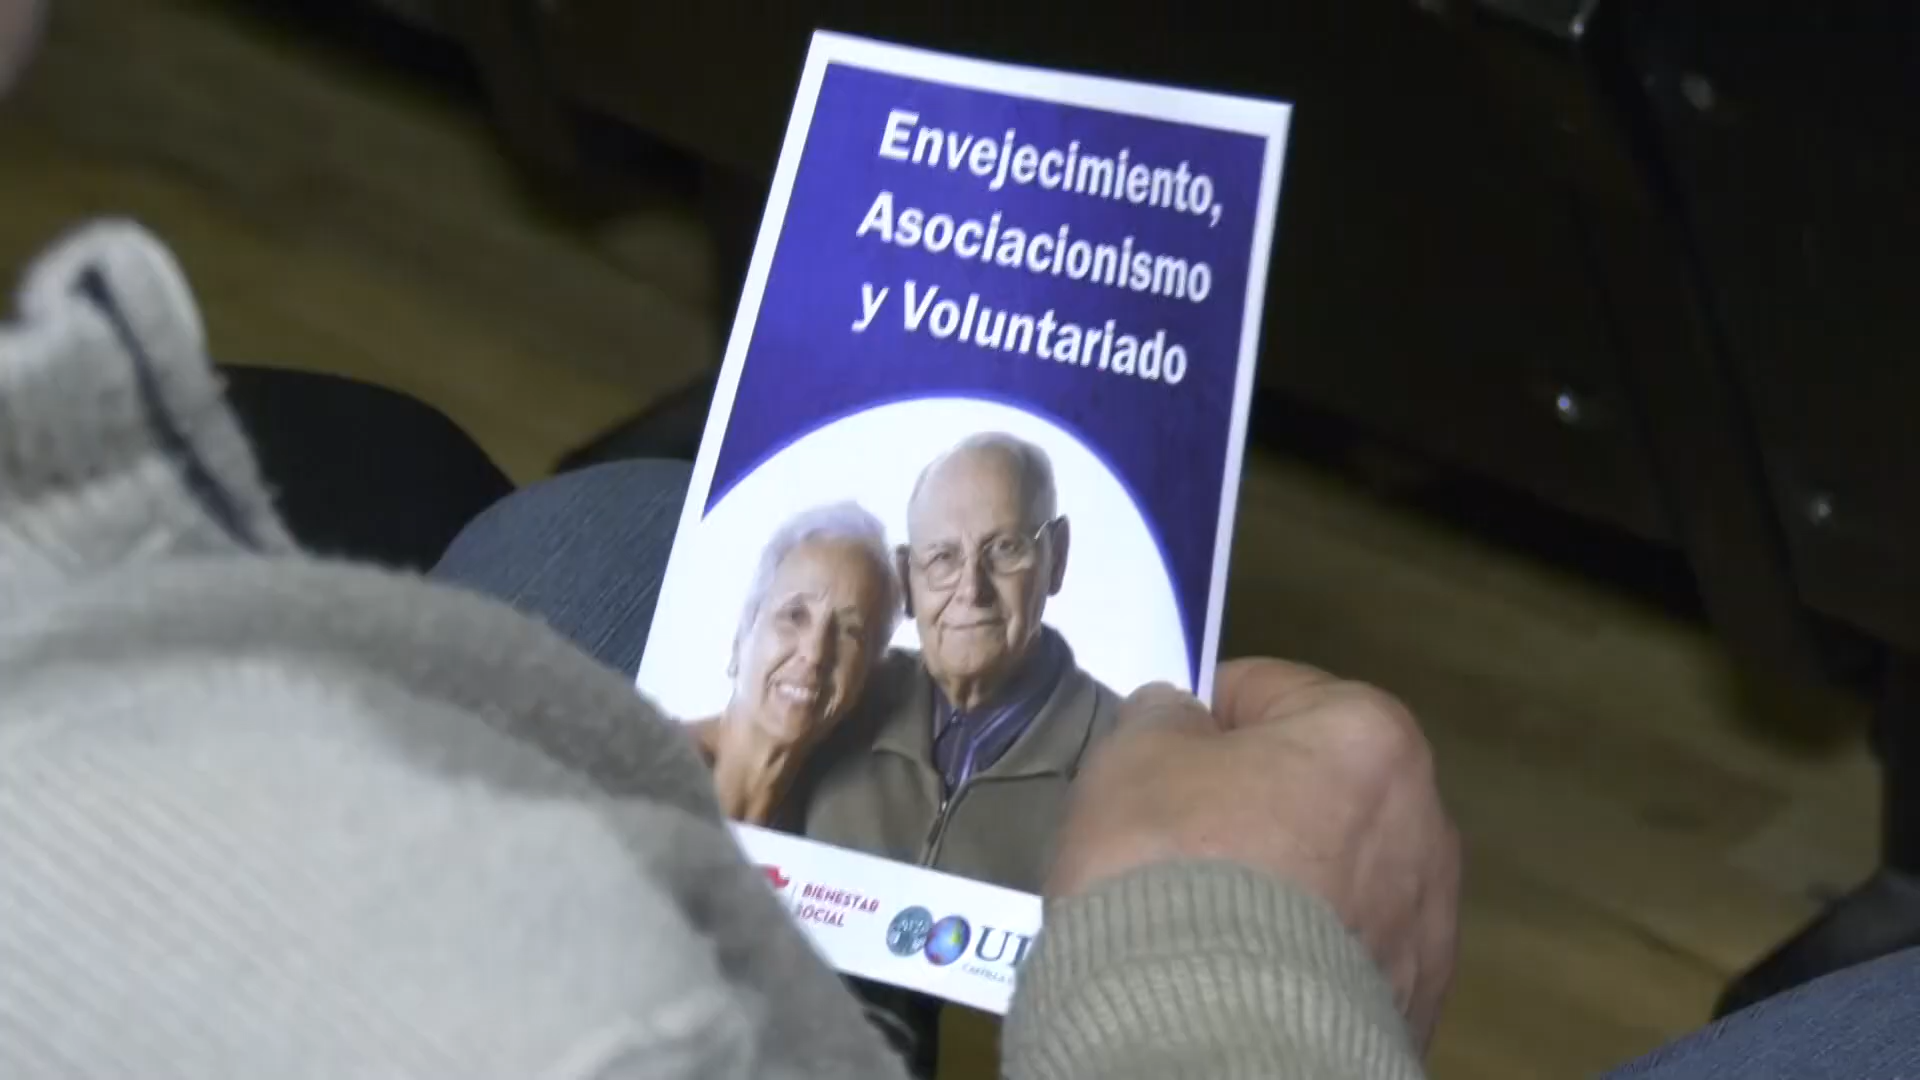 Envejecimiento,
Asociacionismo
y Voluntariado
BIENESTAR
SOCIAL